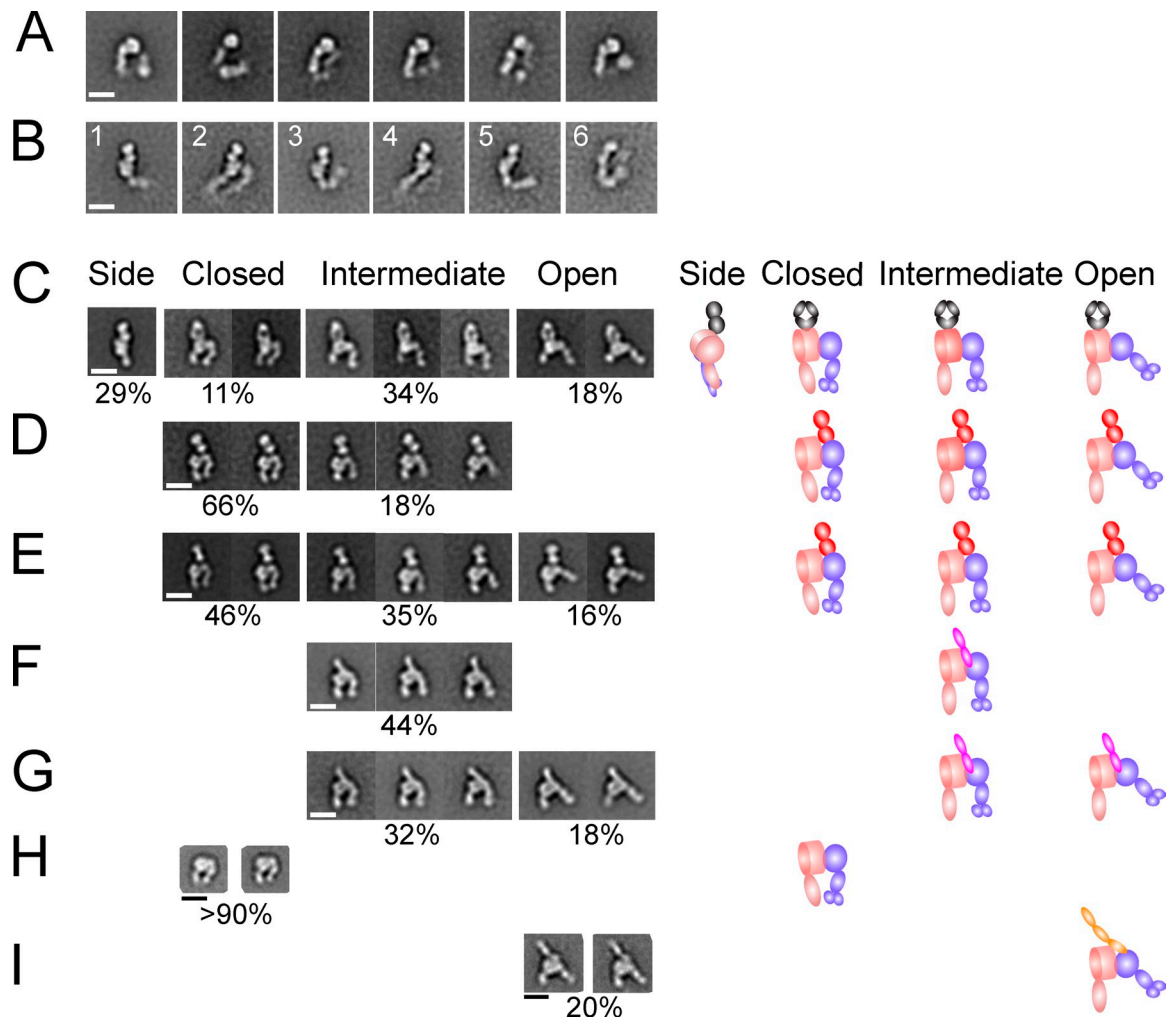 A
B
1 2 3 4 5 6
C
Side Closed Intermediate Open Side Closed Intermediate Open
29% 11% 34% 18%
D
66% 18%
E
46% 35% 16%
F
44%
G
32% 18%
H
>90%
I
20%